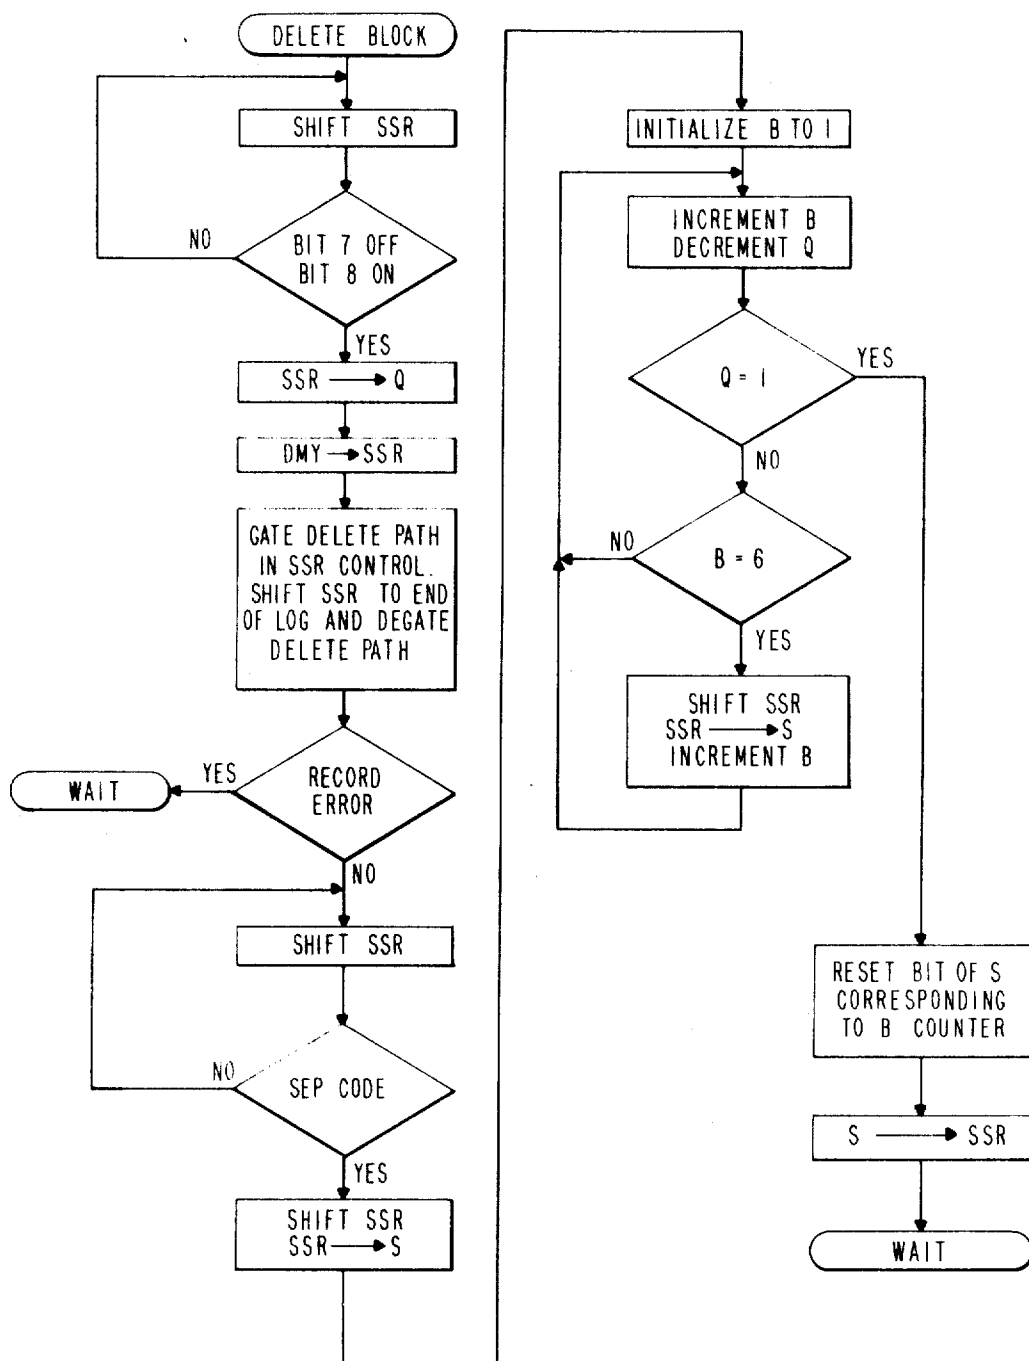 DELETE BLOCK
SHIFT SSR
NO
BIT 7 OFF
BIT 8 ON
YES
SSR → Q
DMY → SSR
GATE DELETE PATH
IN SSR CONTROL.
SHIFT SSR TO END
OF LOG AND DEGATE
DELETE PATH
YES
RECORD
ERROR
WAIT
NO
SHIFT SSR
NO
SEP CODE
YES
SHIFT SSR
SSR → S
INITIALIZE B TO 1
INCREMENT B
DECREMENT Q
YES
Q = 1
NO
NO
B = 6
YES
SHIFT SSR
SSR → S
INCREMENT B
RESET BIT OF S
CORRESPONDING
TO B COUNTER
S → SSR
WAIT